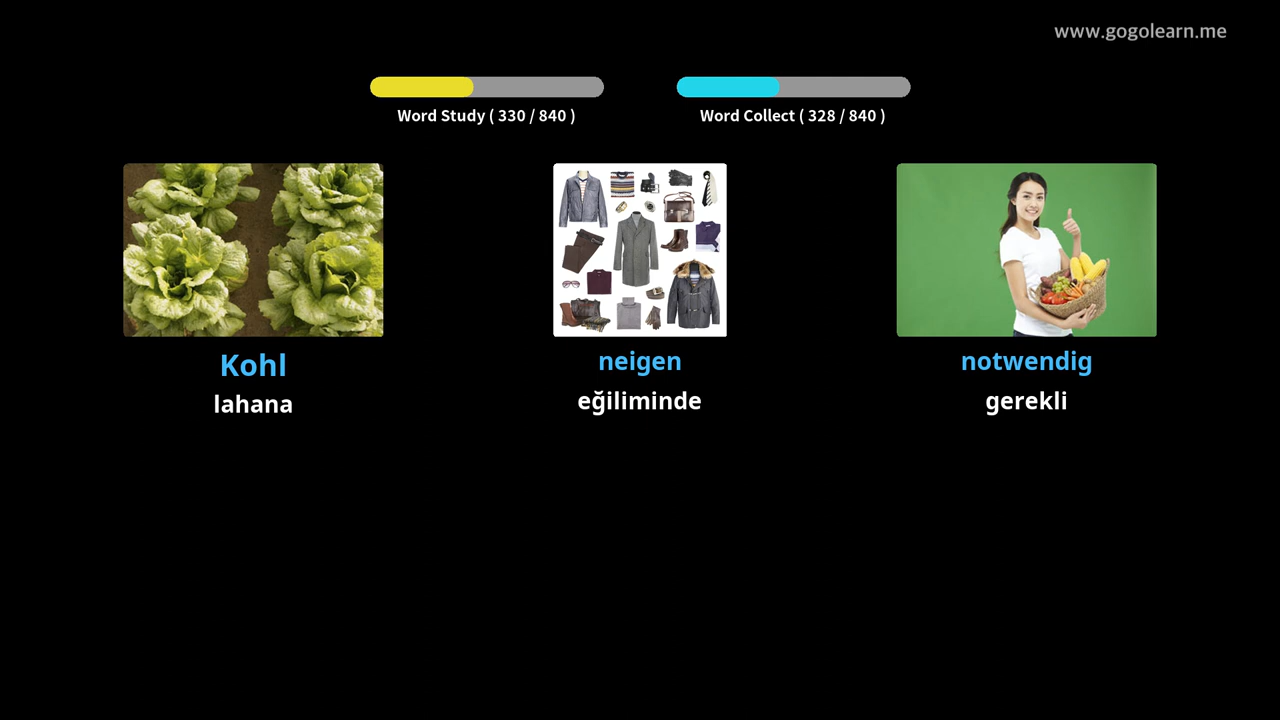 www.gogolearn.me
Word Study ( 330 / 840 )
Word Collect ( 328 / 840 )
Kohl
lahana
neigen
eğiliminde
notwendig
gerekli